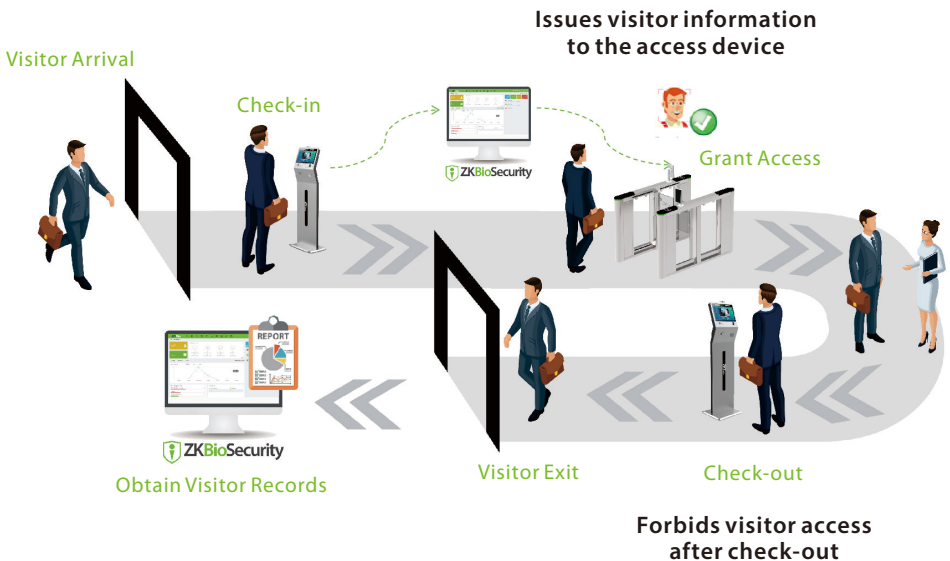 Issues visitor information
to the access device
Visitor Arrival
Check-in
ZKBioSecurity
Grant Access
REPORT
ZKBioSecurity
Obtain Visitor Records
Visitor Exit
Check-out
Forbids visitor access
after check-out